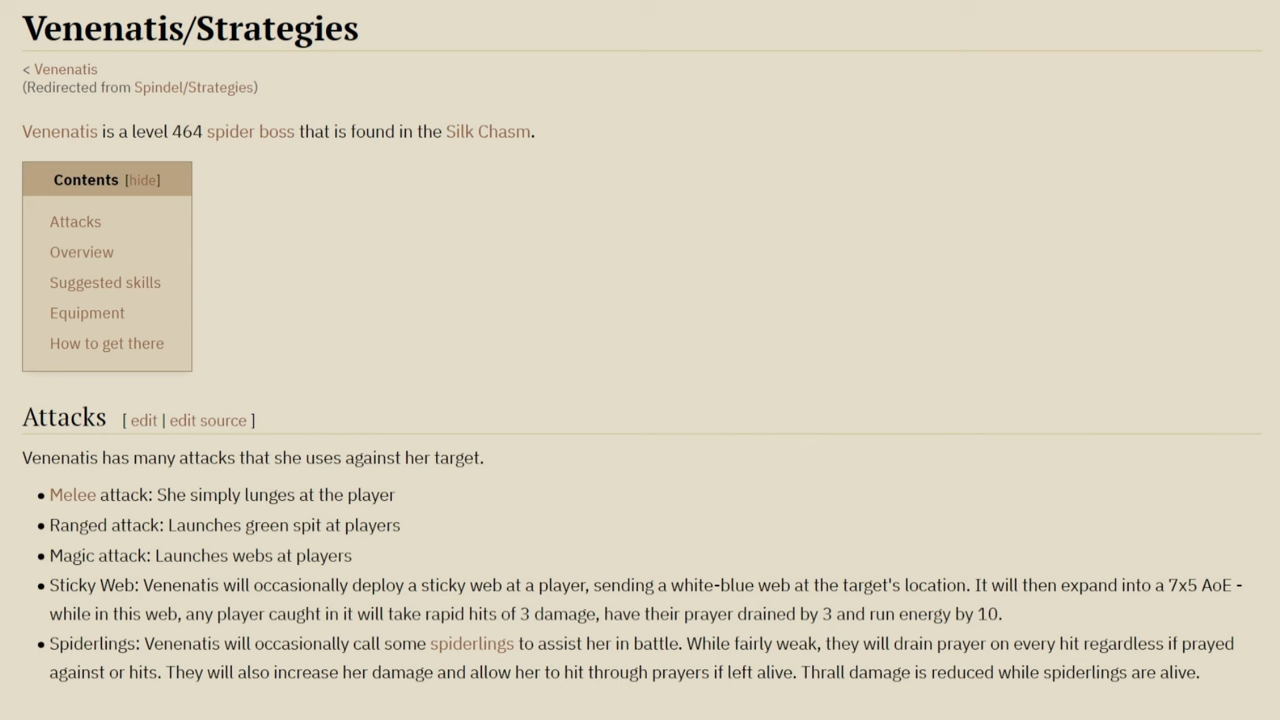 Venenatis/Strategies
< Venenatis
(Redirected from Spindel/Strategies)
Venenatis is a level 464 spider boss that is found in the Silk Chasm.
Contents [hide]
Attacks
Overview
Suggested skills
Equipment
How to get there
Attacks [ edit | edit source ]
Venenatis has many attacks that she uses against her target.
• Melee attack: She simply lunges at the player
• Ranged attack: Launches green spit at players
• Magic attack: Launches webs at players
• Sticky Web: Venenatis will occasionally deploy a sticky web at a player, sending a white-blue web at the target's location. It will then expand into a 7x5 AoE -
while in this web, any player caught in it will take rapid hits of 3 damage, have their prayer drained by 3 and run energy by 10.
• Spiderlings: Venenatis will occasionally call some spiderlings to assist her in battle. While fairly weak, they will drain prayer on every hit regardless if prayed
against or hits. They will also increase her damage and allow her to hit through prayers if left alive. Thrall damage is reduced while spiderlings are alive.